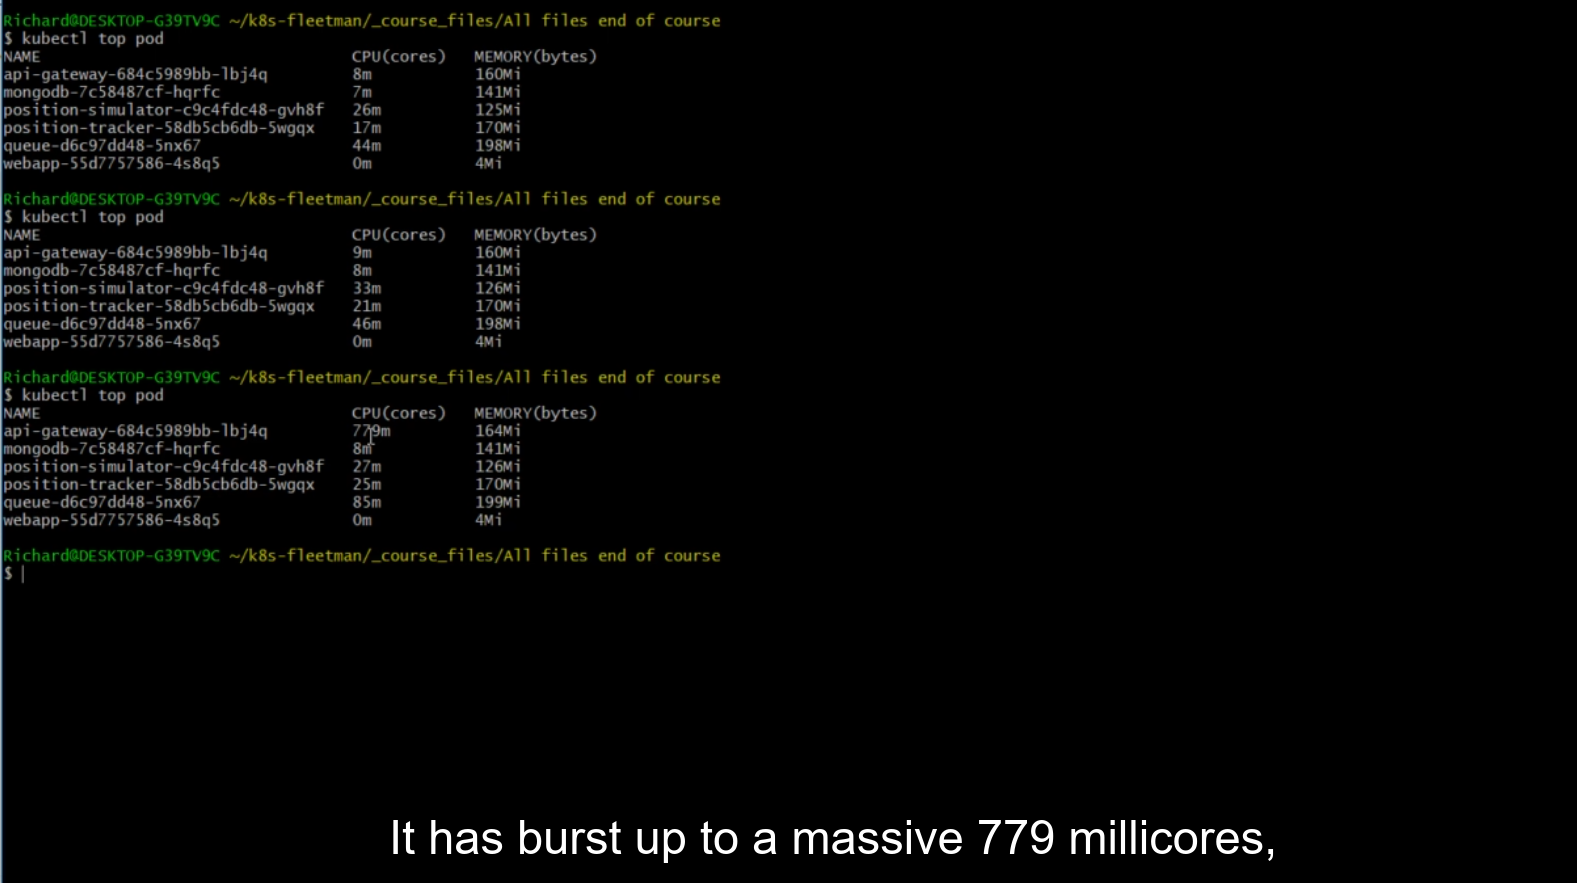 Richard@DESKTOP-G39TV9C ~/k8s-fleetman/_course_files/All files end of course
$ kubectl top pod
NAME CPU(cores) MEMORY(bytes)
api-gateway-684c5989bb-lbj4q 8m 160Mi
mongodb-7c58487cf-hqrfc 7m 141Mi
position-simulator-c9c4fdc48-gvh8f 26m 125Mi
position-tracker-58db5cb6db-5wgqx 17m 170Mi
queue-d6c97dd48-5nx67 44m 198Mi
webapp-55d7757586-4s8q5 0m 4Mi
Richard@DESKTOP-G39TV9C ~/k8s-fleetman/_course_files/All files end of course
$ kubectl top pod
NAME CPU(cores) MEMORY(bytes)
api-gateway-684c5989bb-lbj4q 9m 160Mi
mongodb-7c58487cf-hqrfc 8m 141Mi
position-simulator-c9c4fdc48-gvh8f 33m 126Mi
position-tracker-58db5cb6db-5wgqx 21m 170Mi
queue-d6c97dd48-5nx67 46m 198Mi
webapp-55d7757586-4s8q5 0m 4Mi
Richard@DESKTOP-G39TV9C ~/k8s-fleetman/_course_files/All files end of course
$ kubectl top pod
NAME CPU(cores) MEMORY(bytes)
api-gateway-684c5989bb-lbj4q 779m 164Mi
mongodb-7c58487cf-hqrfc 8m 141Mi
position-simulator-c9c4fdc48-gvh8f 27m 126Mi
position-tracker-58db5cb6db-5wgqx 25m 170Mi
queue-d6c97dd48-5nx67 85m 199Mi
webapp-55d7757586-4s8q5 0m 4Mi
Richard@DESKTOP-G39TV9C ~/k8s-fleetman/_course_files/All files end of course
$
It has burst up to a massive 779 millicores,